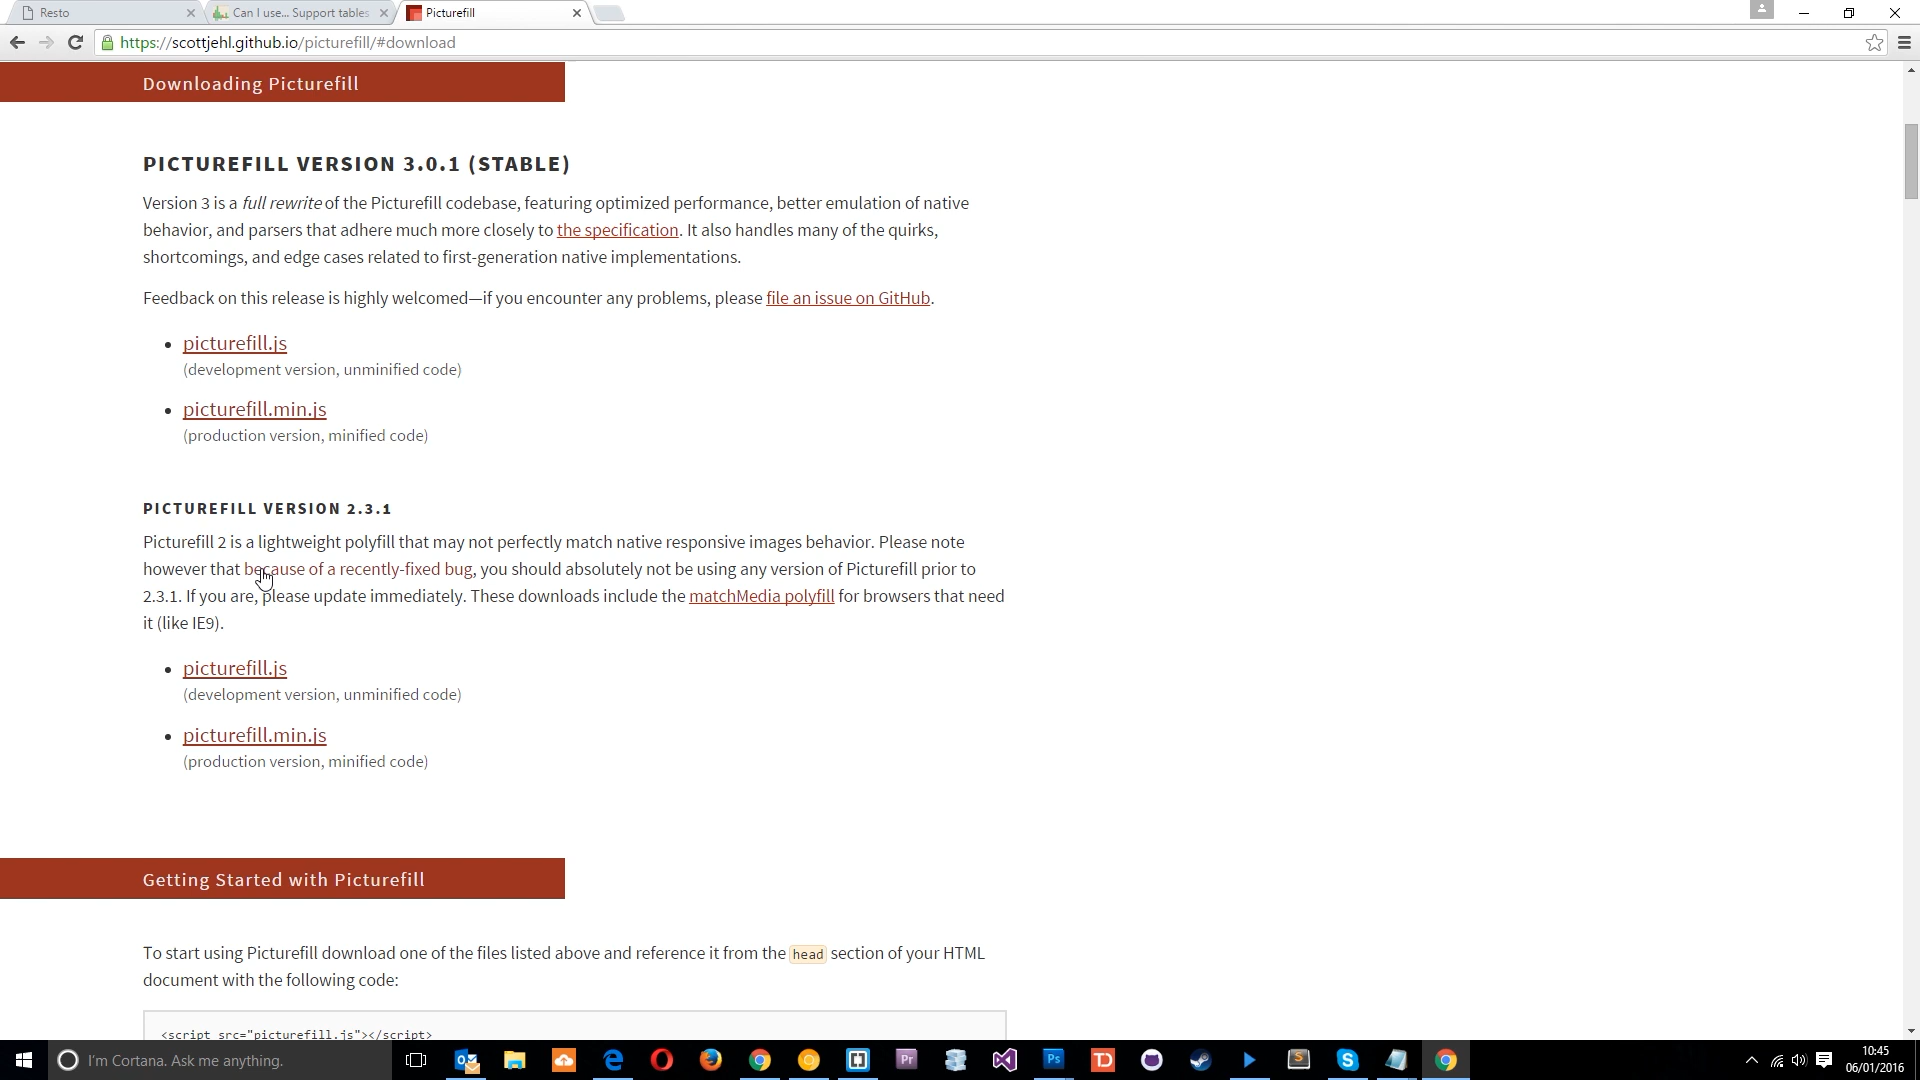 Resto
Can I use... Support tables
Picturefill
https://scottjehl.github.io/picturefill/#download
Downloading Picturefill
PICTUREFILL VERSION 3.0.1 (STABLE)
Version 3 is a full rewrite of the Picturefill codebase, featuring optimized performance, better emulation of native
behavior, and parsers that adhere much more closely to the specification. It also handles many of the quirks,
shortcomings, and edge cases related to first-generation native implementations.
Feedback on this release is highly welcomed—if you encounter any problems, please file an issue on GitHub.
• picturefill.js
(development version, unminified code)
• picturefill.min.js
(production version, minified code)
PICTUREFILL VERSION 2.3.1
Picturefill 2 is a lightweight polyfill that may not perfectly match native responsive images behavior. Please note
however that because of a recently-fixed bug, you should absolutely not be using any version of Picturefill prior to
2.3.1. If you are, please update immediately. These downloads include the matchMedia polyfill for browsers that need
it (like IE9).
• picturefill.js
(development version, unminified code)
• picturefill.min.js
(production version, minified code)
Getting Started with Picturefill
To start using Picturefill download one of the files listed above and reference it from the head section of your HTML
document with the following code:
<script src="picturefill.js"></script>
I'm Cortana. Ask me anything.
Pr
Ps
TD
S
10:45
06/01/2016